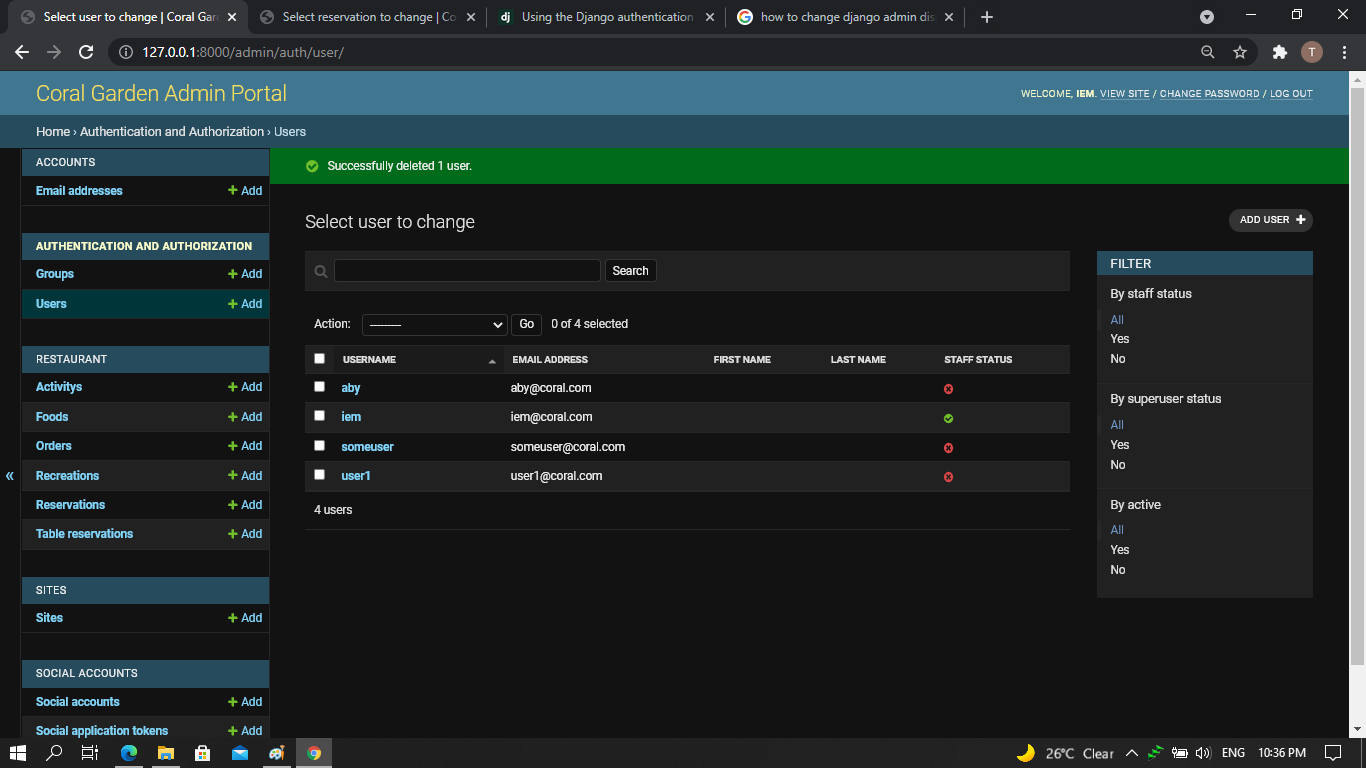 Select user to change | Coral Gar
Select reservation to change | Co
dj Using the Django authentication
G how to change django admin dis
127.0.0.1:8000/admin/auth/user/
T
Coral Garden Admin Portal
WELCOME, IEM. VIEW SITE / CHANGE PASSWORD / LOG OUT
Home › Authentication and Authorization › Users
Successfully deleted 1 user.
ACCOUNTS
Email addresses + Add
AUTHENTICATION AND AUTHORIZATION
Groups + Add
Users + Add
RESTAURANT
Activitys + Add
Foods + Add
Orders + Add
Recreations + Add
Reservations + Add
Table reservations + Add
SITES
Sites + Add
SOCIAL ACCOUNTS
Social accounts + Add
Social application tokens + Add
«
Select user to change
ADD USER +
Search
Action: --------- Go 0 of 4 selected
USERNAME EMAIL ADDRESS FIRST NAME LAST NAME STAFF STATUS
aby aby@coral.com
iem iem@coral.com
someuser someuser@coral.com
user1 user1@coral.com
4 users
FILTER
By staff status
All
Yes
No
By superuser status
All
Yes
No
By active
All
Yes
No
26°C Clear ENG 10:36 PM